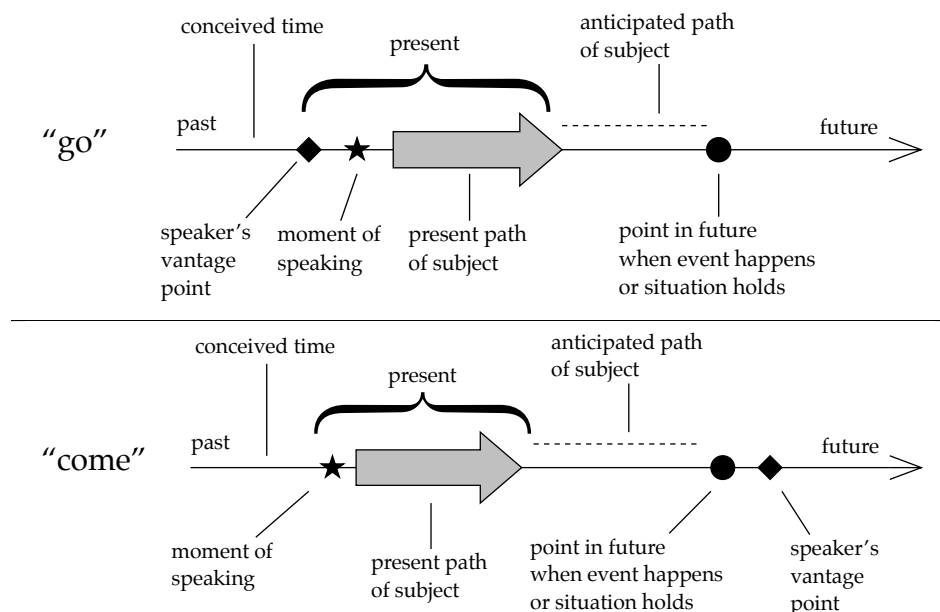 conceived time
present
anticipated path
of subject
“go”
past
future
speaker’s
vantage
point
moment of
speaking
present path
of subject
point in future
when event happens
or situation holds
conceived time
present
anticipated path
of subject
“come”
past
future
moment of
speaking
present path
of subject
point in future
when event happens
or situation holds
speaker’s
vantage
point